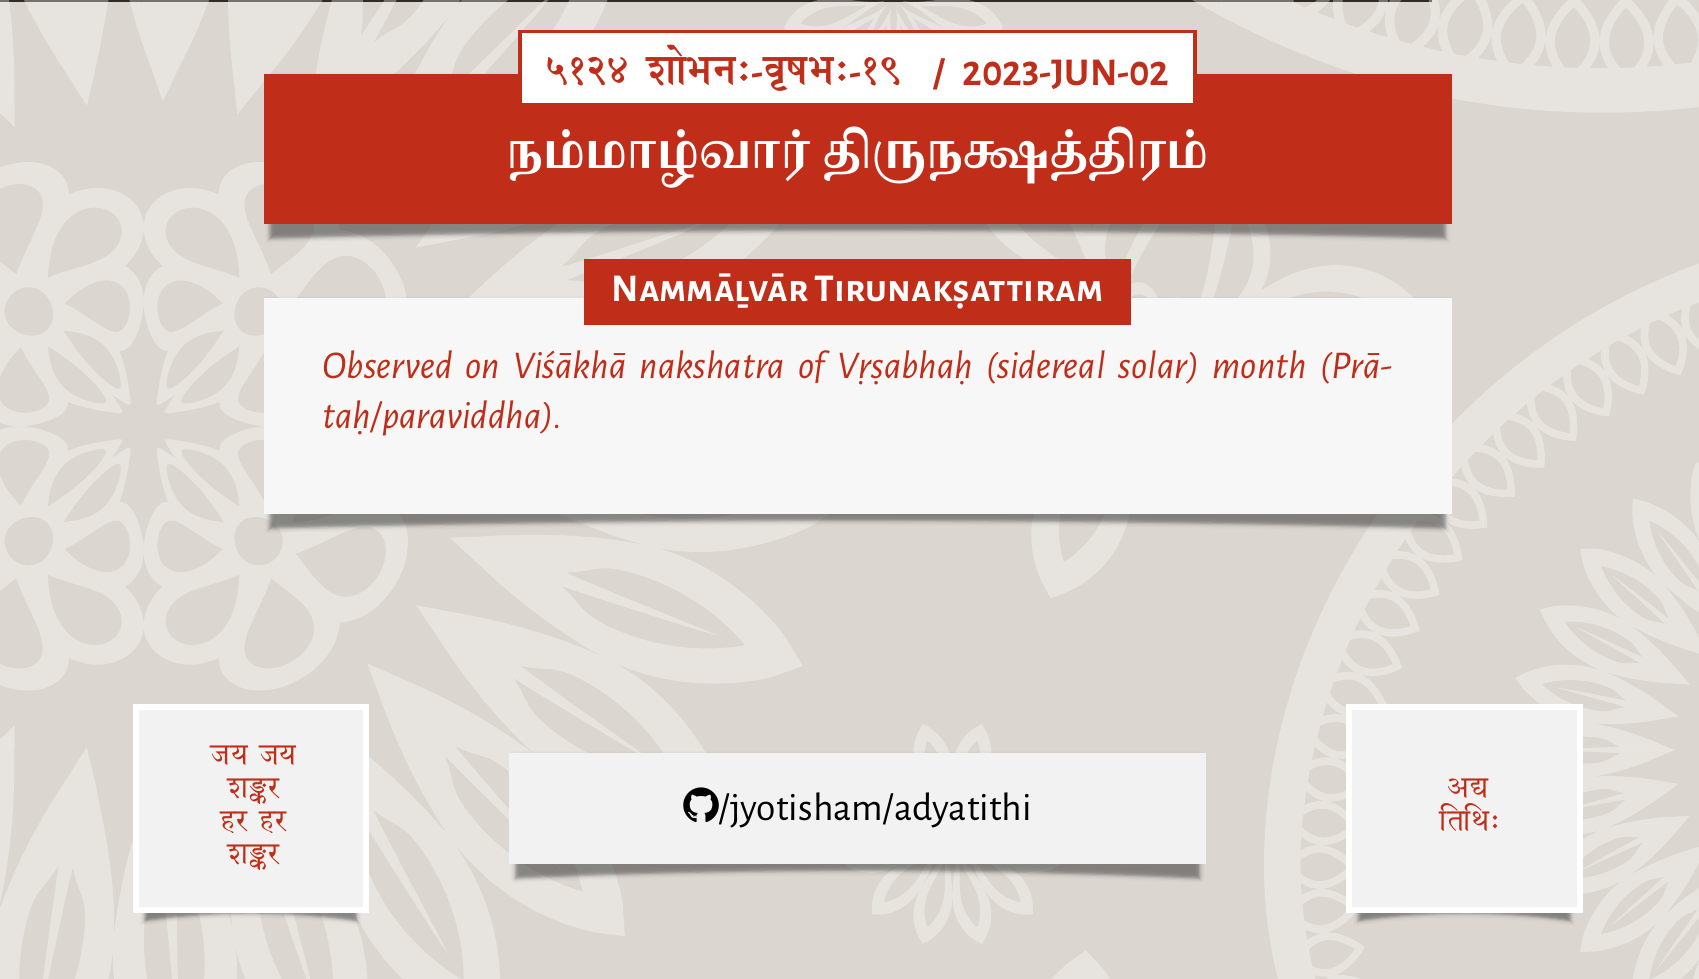 ५१२४ शोभनः-वृषभः-१९ / 2023-JUN-02
நம்மாழ்வார் திருநக்ஷத்திரம்
Nammāḻvār Tirunakṣattiram
Observed on Viśākhā nakshatra of Vṛṣabhaḥ (sidereal solar) month (Prā-
taḥ/paraviddha).
जय जय
शङ्कर
हर हर
शङ्कर
/jyotisham/adyatithi
अद्य
तिथिः